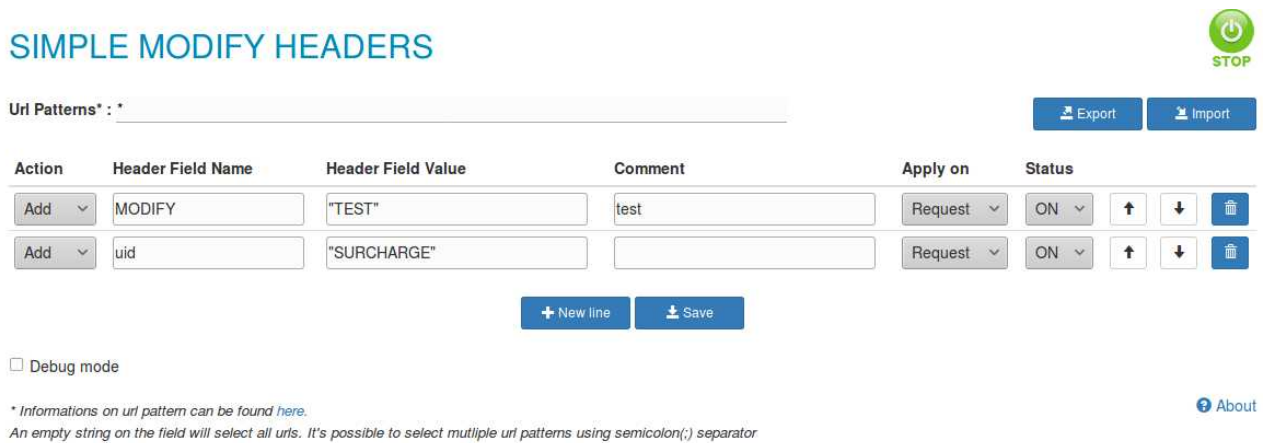 SIMPLE MODIFY HEADERS
STOP
Url Patterns* : *
Export Import
Action Header Field Name Header Field Value Comment Apply on Status
Add MODIFY "TEST" test Request ON
Add uid "SURCHARGE" Request ON
New line Save
Debug mode
* Informations on url pattern can be found here.
About
An empty string on the field will select all urls. It's possible to select mutliple url patterns using semicolon(;) separator